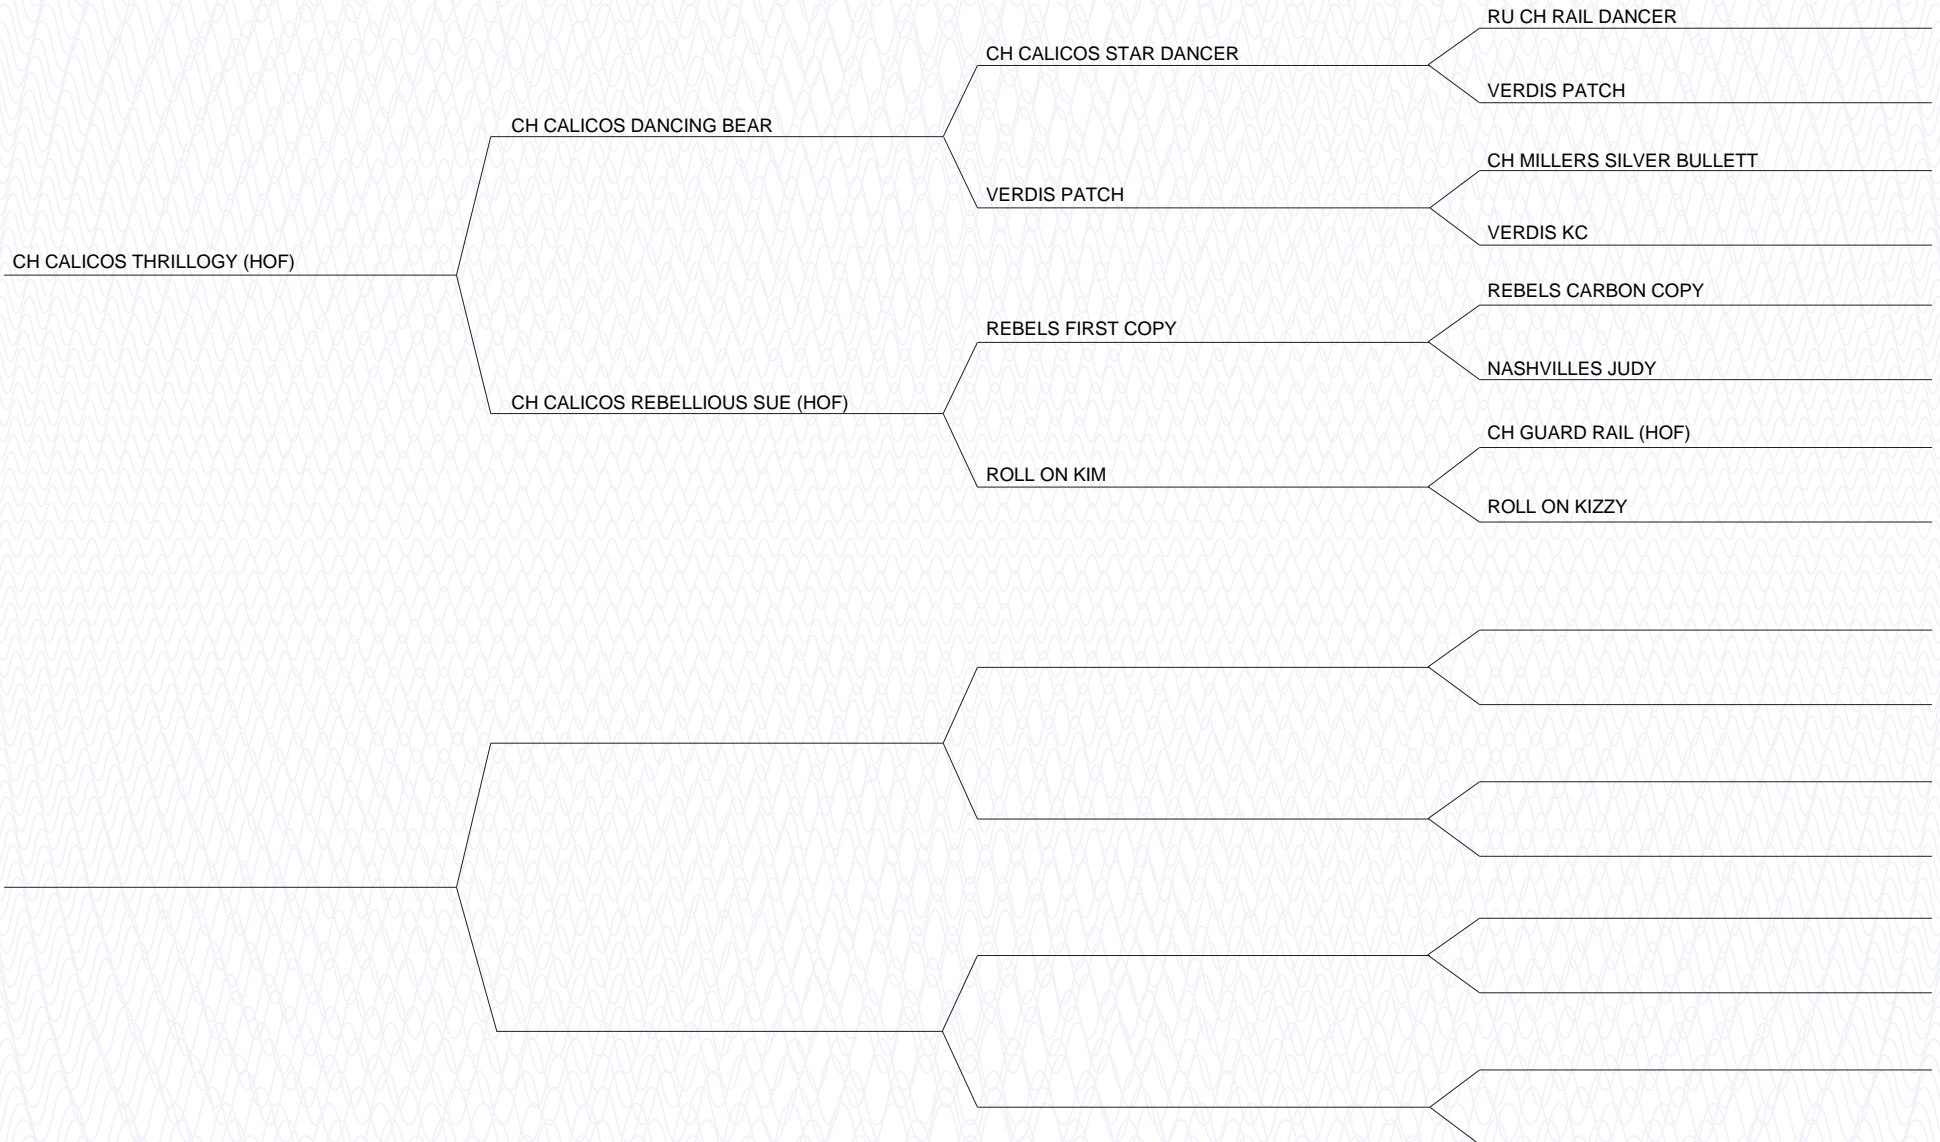 RU CH RAIL DANCER
CH CALICOS STAR DANCER
VERDIS PATCH
CH CALICOS DANCING BEAR
CH MILLERS SILVER BULLETT
VERDIS PATCH
VERDIS KC
CH CALICOS THRILLOGY (HOF)
REBELS CARBON COPY
REBELS FIRST COPY
NASHVILLES JUDY
CH CALICOS REBELLIOUS SUE (HOF)
CH GUARD RAIL (HOF)
ROLL ON KIM
ROLL ON KIZZY